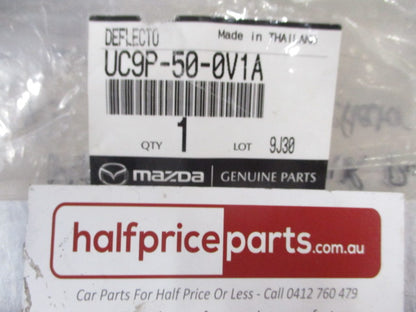 DEFLECTO Made in THAILAND
UC9P-50-0V1A
QTY 1 LOT 9J30
mazda GENUINE PARTS
halfpriceparts.com.au
Car Parts For Half Price Or Less - Call 0412 760 479